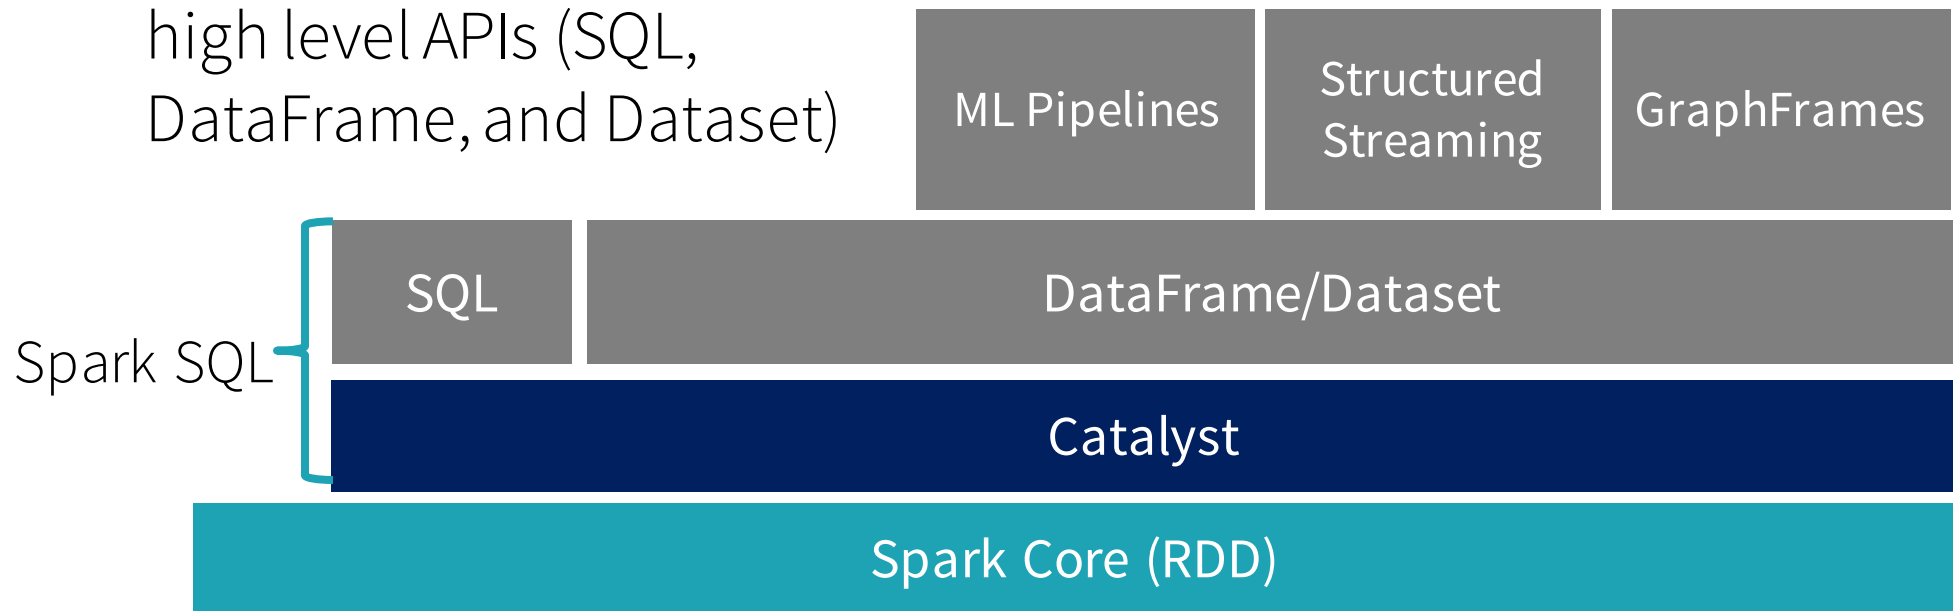 high level APIs (SQL,
DataFrame, and Dataset)
ML Pipelines
Structured
Streaming
GraphFrames
Spark SQL
SQL
DataFrame/Dataset
Catalyst
Spark Core (RDD)